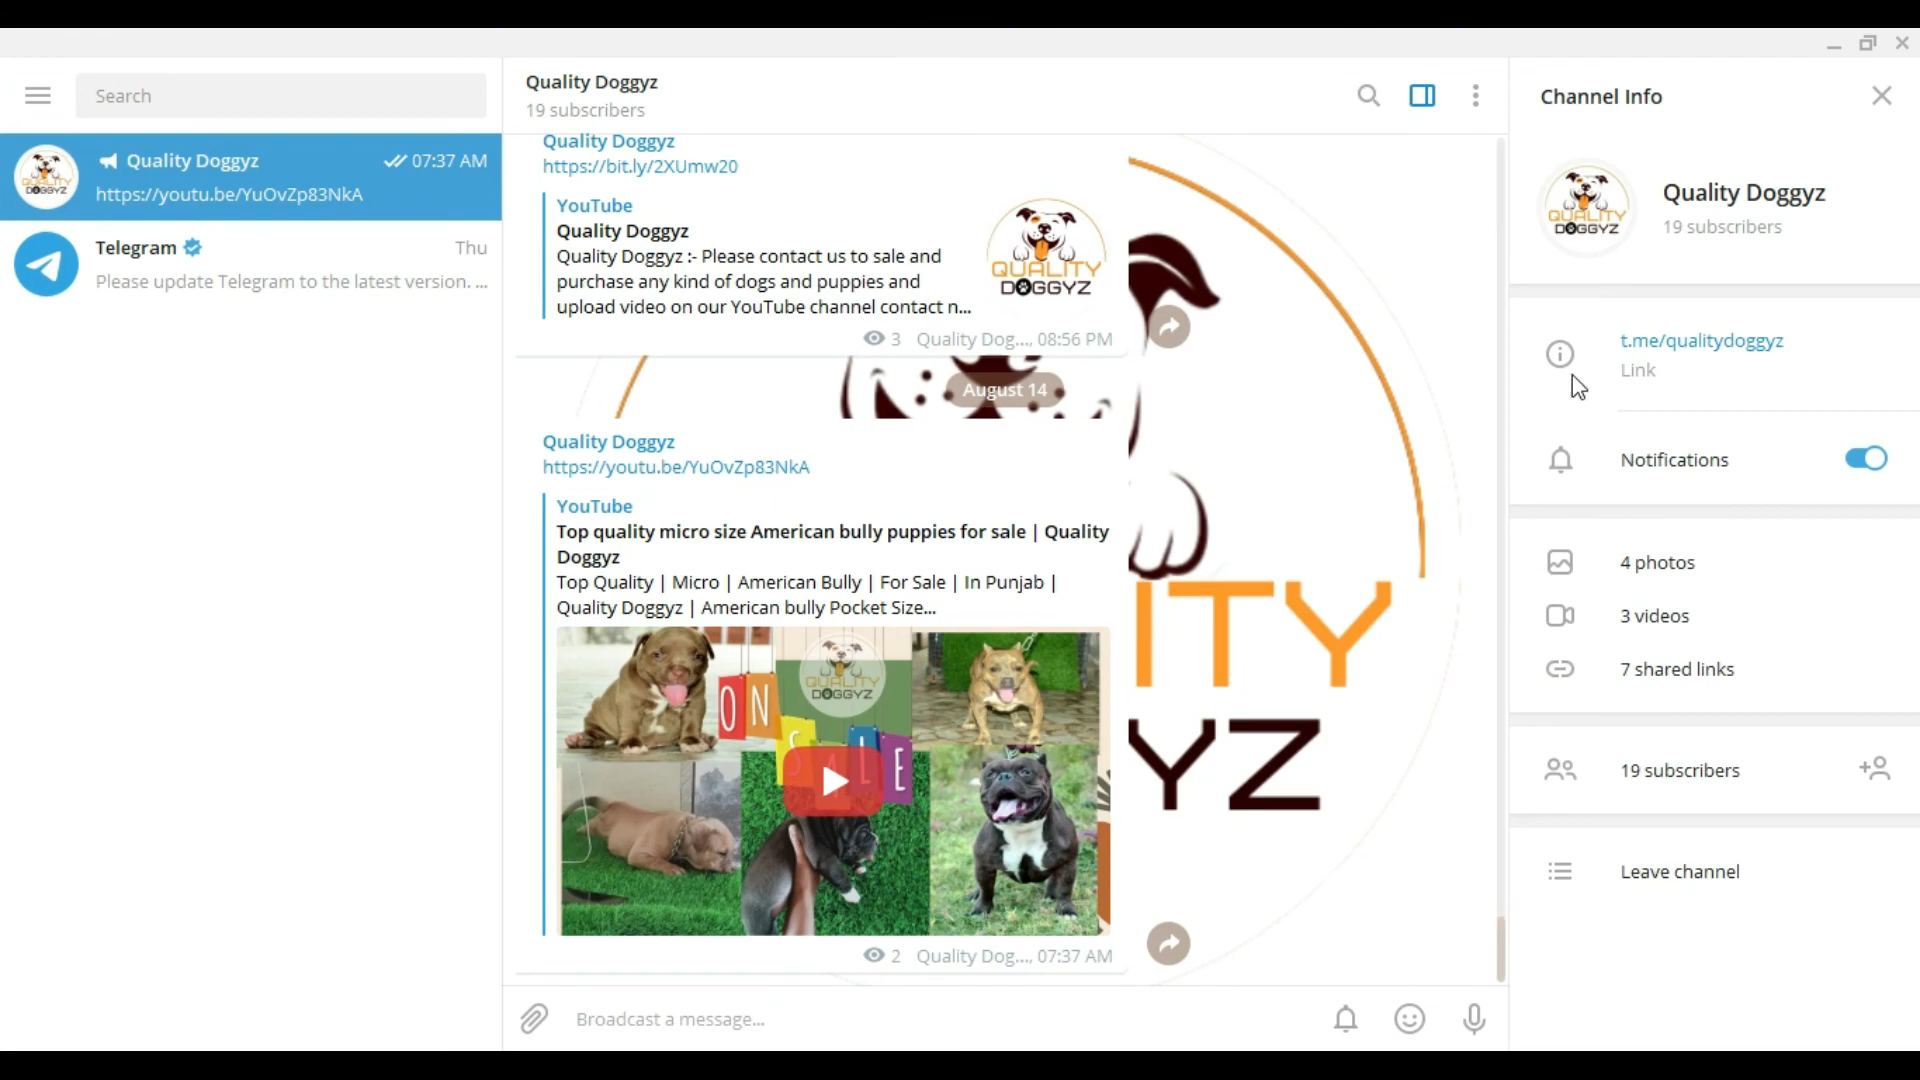 Search
Quality Doggyz
07:37 AM
https://youtu.be/YuOvZp83NkA
Telegram
Thu
Please update Telegram to the latest version. ...
Quality Doggyz
19 subscribers
Quality Doggyz
https://bit.ly/2XUmw20
YouTube
Quality Doggyz
Quality Doggyz :- Please contact us to sale and
purchase any kind of dogs and puppies and
upload video on our YouTube channel contact n...
QUALITY
DOGGYZ
3 Quality Dog..., 08:56 PM
August 14
Quality Doggyz
https://youtu.be/YuOvZp83NkA
YouTube
Top quality micro size American bully puppies for sale | Quality
Doggyz
Top Quality | Micro | American Bully | For Sale | In Punjab |
Quality Doggyz | American bully Pocket Size...
QUALITY
DOGGYZ
ON
SALE
2 Quality Dog..., 07:37 AM
ITY
YZ
Broadcast a message...
Channel Info
QUALITY
DOGGYZ
Quality Doggyz
19 subscribers
t.me/qualitydoggyz
Link
Notifications
4 photos
3 videos
7 shared links
19 subscribers
Leave channel